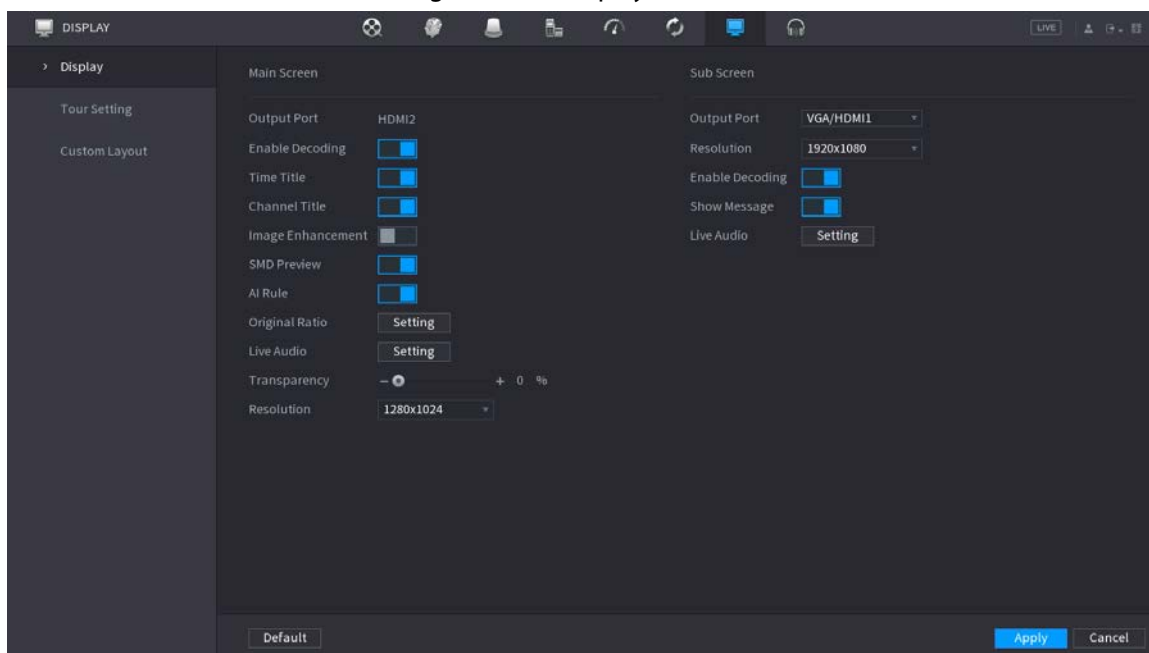 DISPLAY
LIVE
Display
Tour Setting
Custom Layout
Main Screen
Output Port HDMI2
Enable Decoding
Time Title
Channel Title
Image Enhancement
SMD Preview
AI Rule
Original Ratio Setting
Live Audio Setting
Transparency − + 0 %
Resolution 1280x1024
Sub Screen
Output Port VGA/HDMI1
Resolution 1920x1080
Enable Decoding
Show Message
Live Audio Setting
Default
Apply Cancel